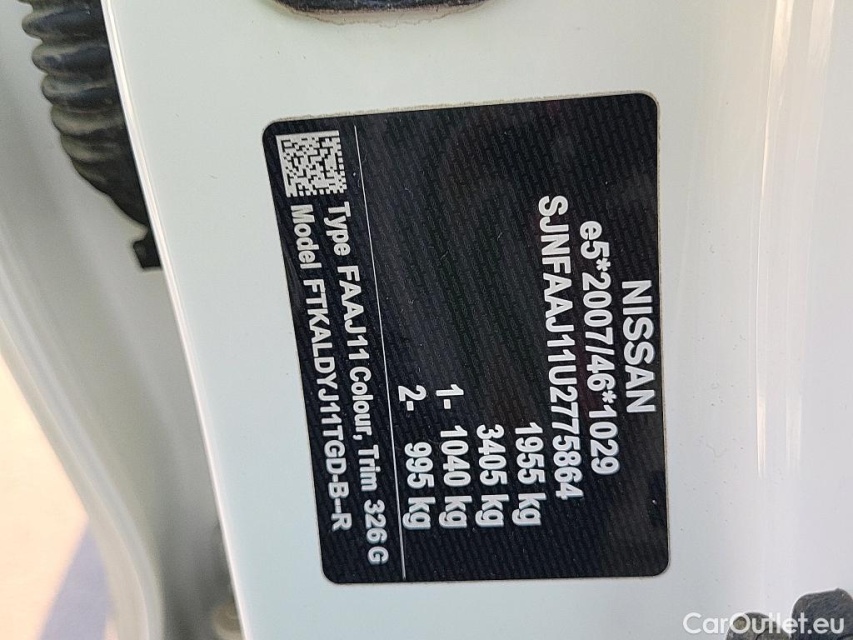 NISSAN
e5*2007/46*1029
SJNFAAJ11U2775864
1955 kg
3405 kg
1- 1040 kg
2- 995 kg
Type FAAJ11 Colour, Trim 326 G
Model FTKALDYJ11TGD-B--R
CarOutlet.eu